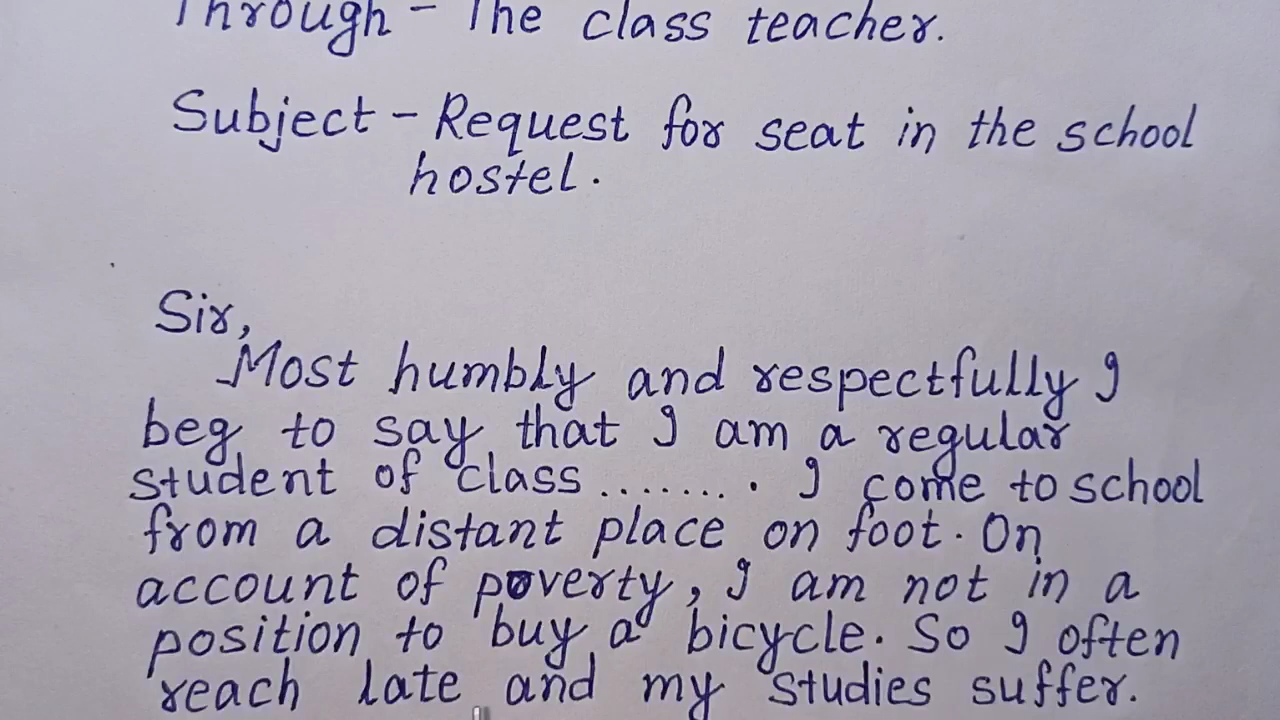 Through - The class teacher.
Subject - Request for seat in the school
hostel.
Sir,
Most humbly and respectfully I
beg to say that I am a regular
student of class ........ I come to school
from a distant place on foot. On
account of poverty, I am not in a
position to buy a bicycle. So I often
reach late and my studies suffer.